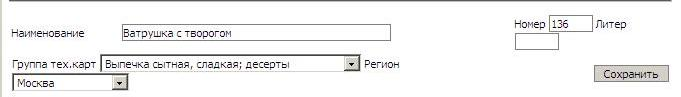 Номер 136 Литер
Наименование Ватрушка с творогом
Группа тех.карт Выпечка сытная, сладкая; десерты Регион
Москва
Сохранить